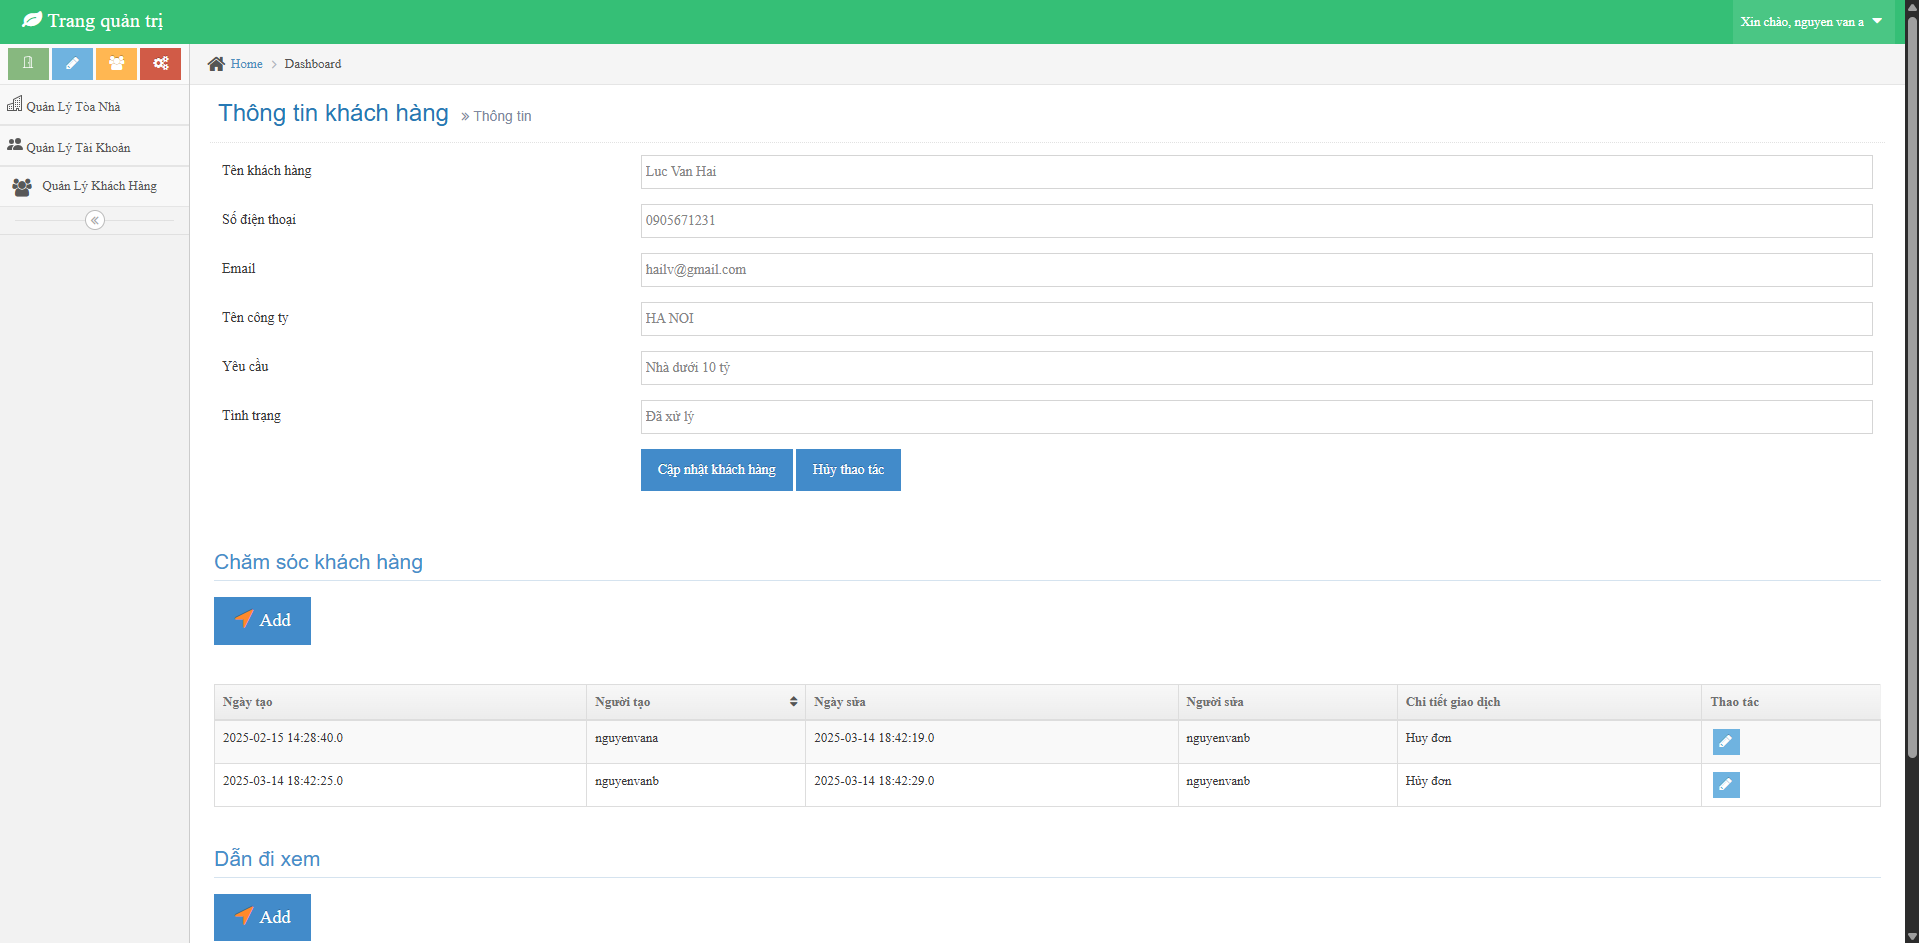 Trang quản trị
Xin chào, nguyen van a
Home
Dashboard
Quản Lý Tòa Nhà
Quản Lý Tài Khoản
Quản Lý Khách Hàng
Thông tin khách hàng » Thông tin
Tên khách hàng
Luc Van Hai
Số điện thoại
0905671231
Email
hailv@gmail.com
Tên công ty
HA NOI
Yêu cầu
Nhà dưới 10 tỷ
Tình trạng
Đã xử lý
Cập nhật khách hàng
Hủy thao tác
Chăm sóc khách hàng
Add
Ngày tạo Người tạo Ngày sửa Người sửa Chi tiết giao dịch Thao tác
2025-02-15 14:28:40.0 nguyenvana 2025-03-14 18:42:19.0 nguyenvanb Huy đơn
2025-03-14 18:42:25.0 nguyenvanb 2025-03-14 18:42:29.0 nguyenvanb Hủy đơn
Dẫn đi xem
Add